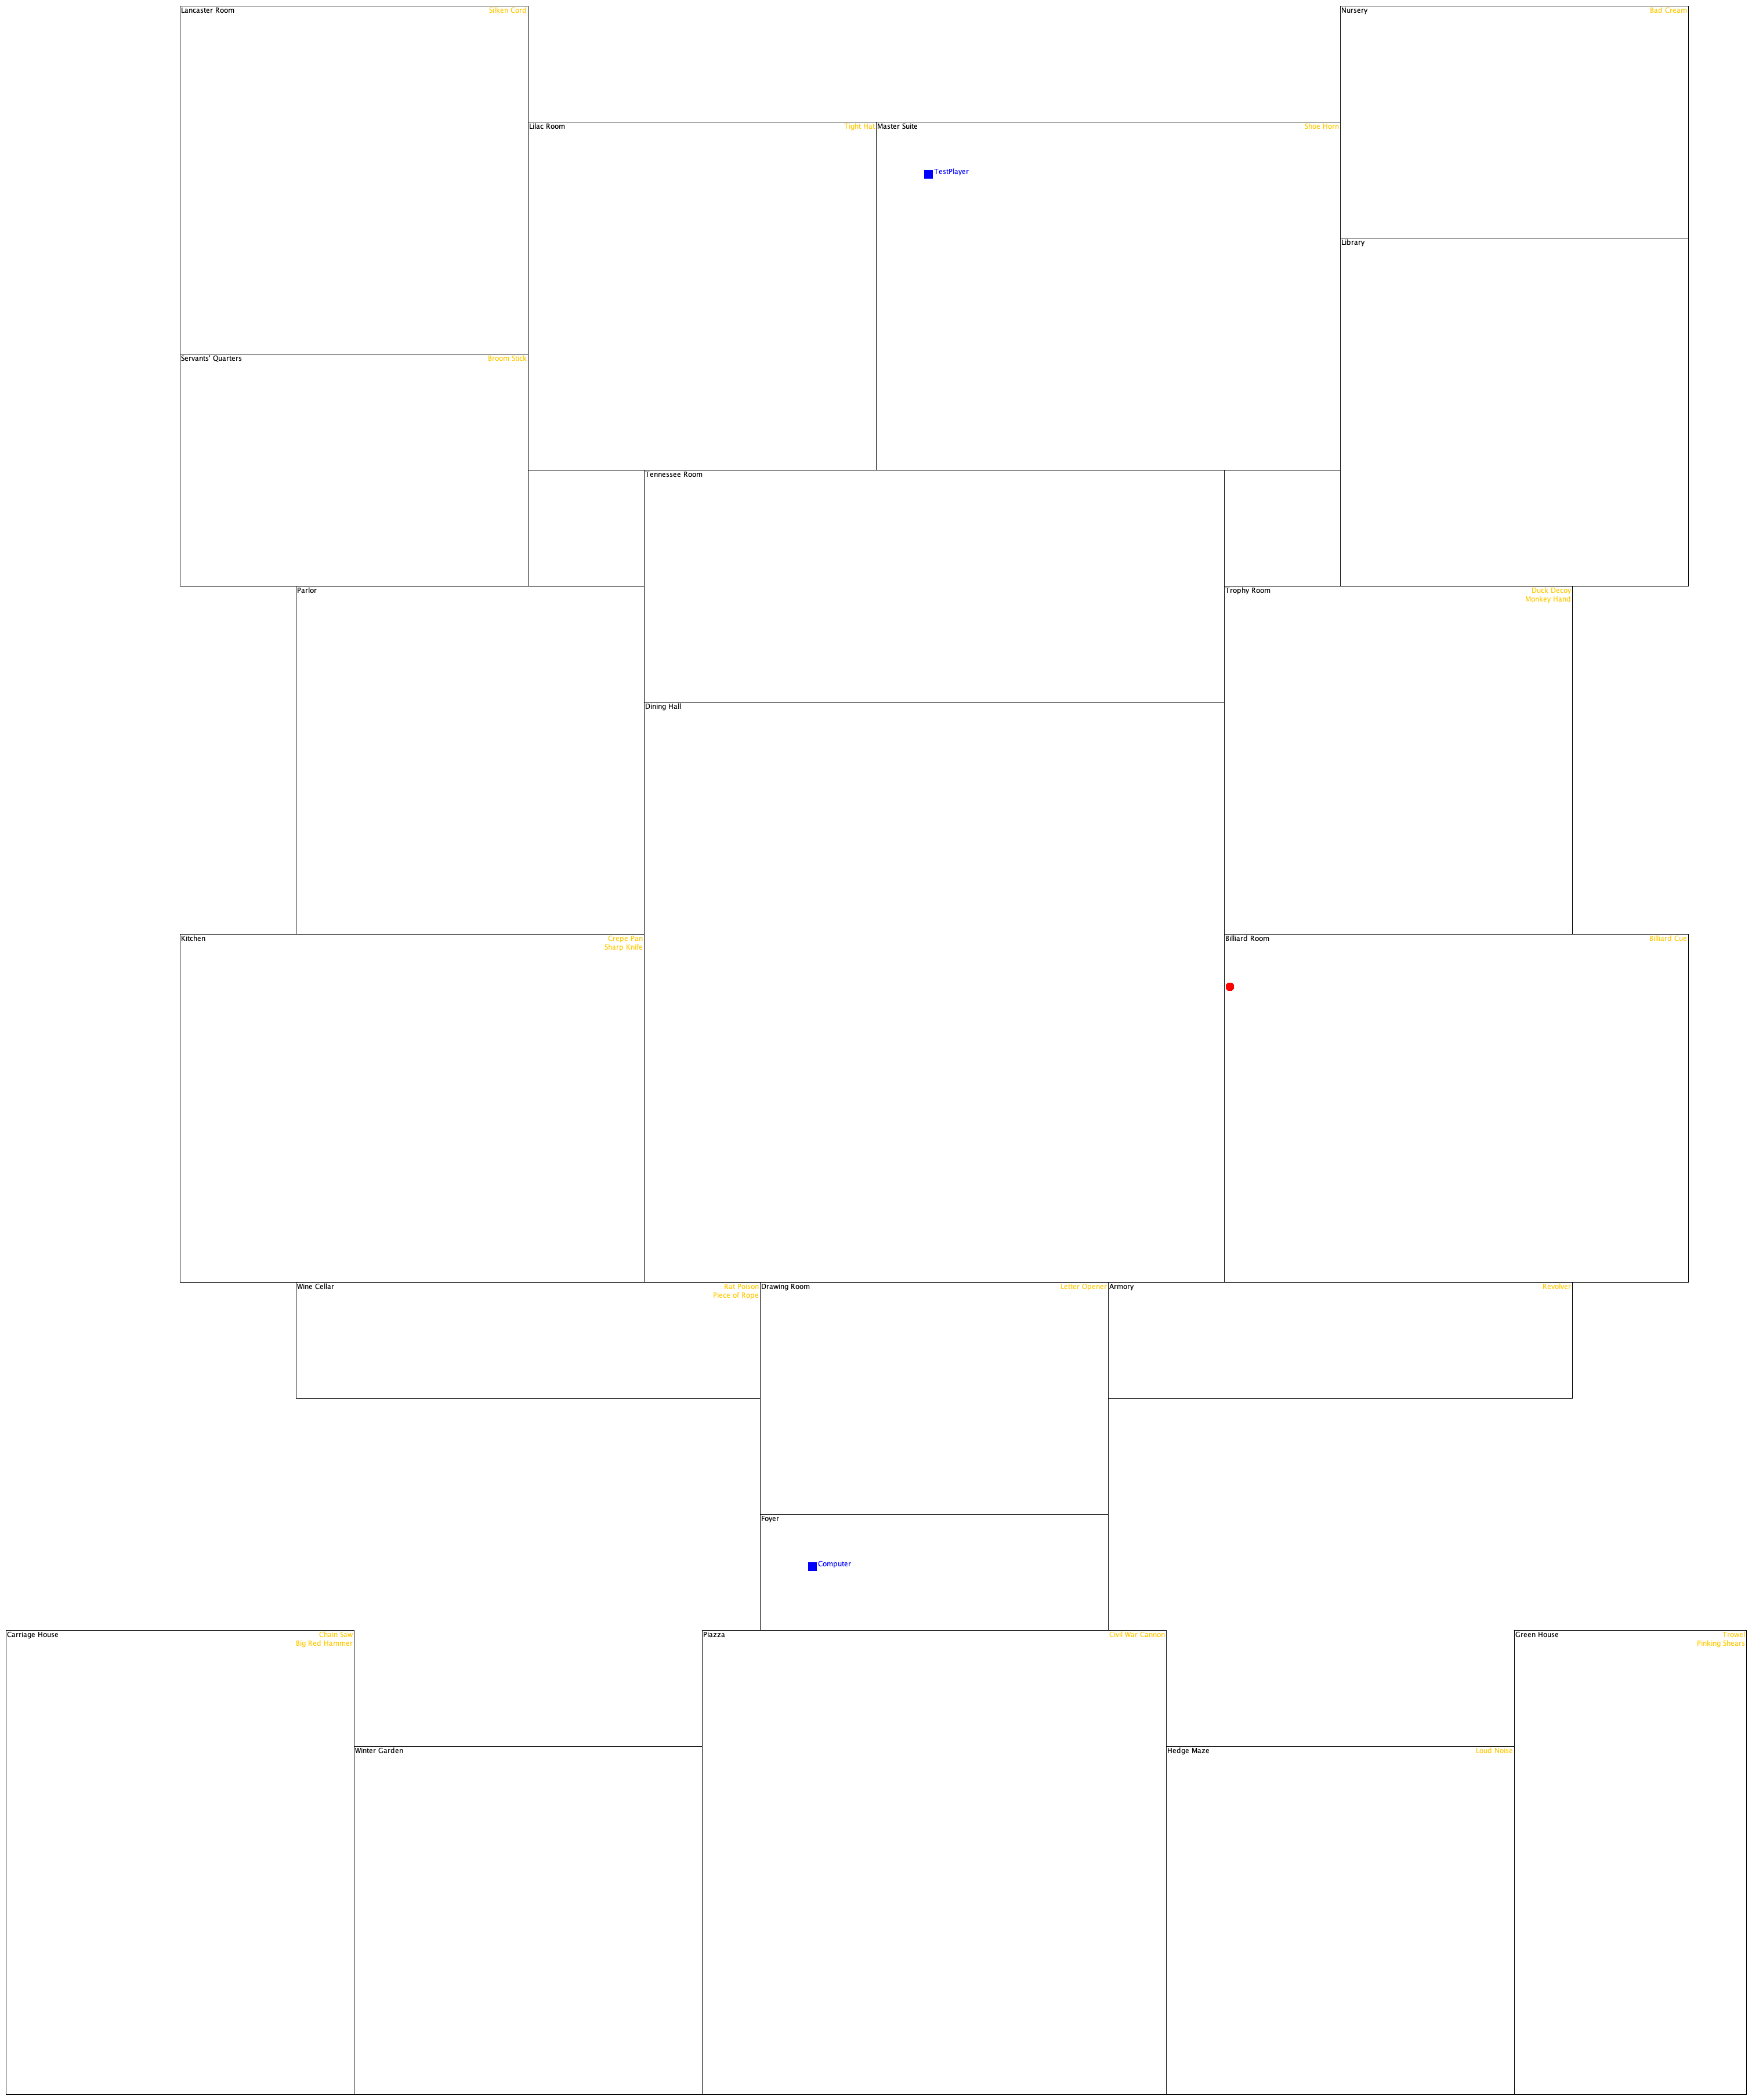 Lancaster Room Silken Cord
Nursery Bad Cream
Lilac Room Tight Hat
Master Suite Shoe Horn
TestPlayer
Library
Servants' Quarters Broom Stick
Tennessee Room
Parlor
Trophy Room Duck Decoy
Monkey Hand
Dining Hall
Kitchen Crepe Pan
Sharp Knife
Billiard Room Billiard Cue
Wine Cellar Rat Poison
Piece of Rope
Drawing Room Letter Opener
Armory Revolver
Foyer
Computer
Carriage House Chain Saw
Big Red Hammer
Piazza Civil War Cannon
Green House Trowel
Pinking Shears
Winter Garden
Hedge Maze Loud Noise